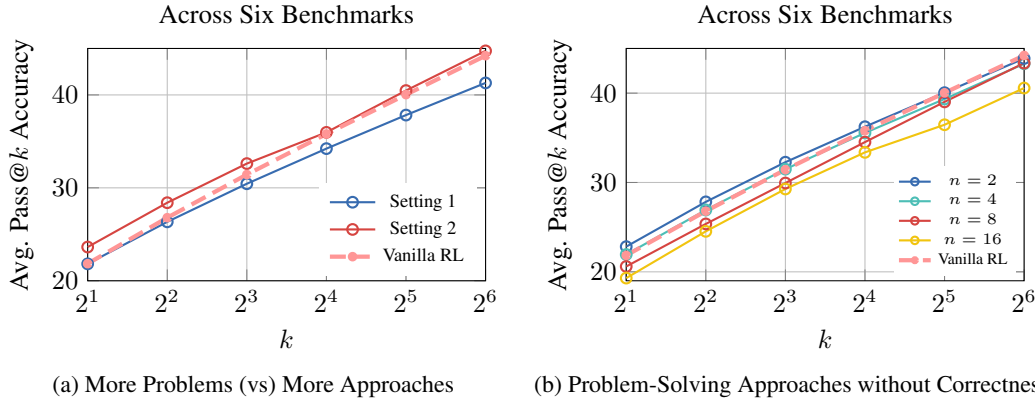 Across Six Benchmarks
Avg. Pass@k Accuracy
40
30
20
2^1 2^2 2^3 2^4 2^5 2^6
k
Setting 1
Setting 2
Vanilla RL
(a) More Problems (vs) More Approaches
Across Six Benchmarks
Avg. Pass@k Accuracy
40
30
20
2^1 2^2 2^3 2^4 2^5 2^6
k
n = 2
n = 4
n = 8
n = 16
Vanilla RL
(b) Problem-Solving Approaches without Correctnes